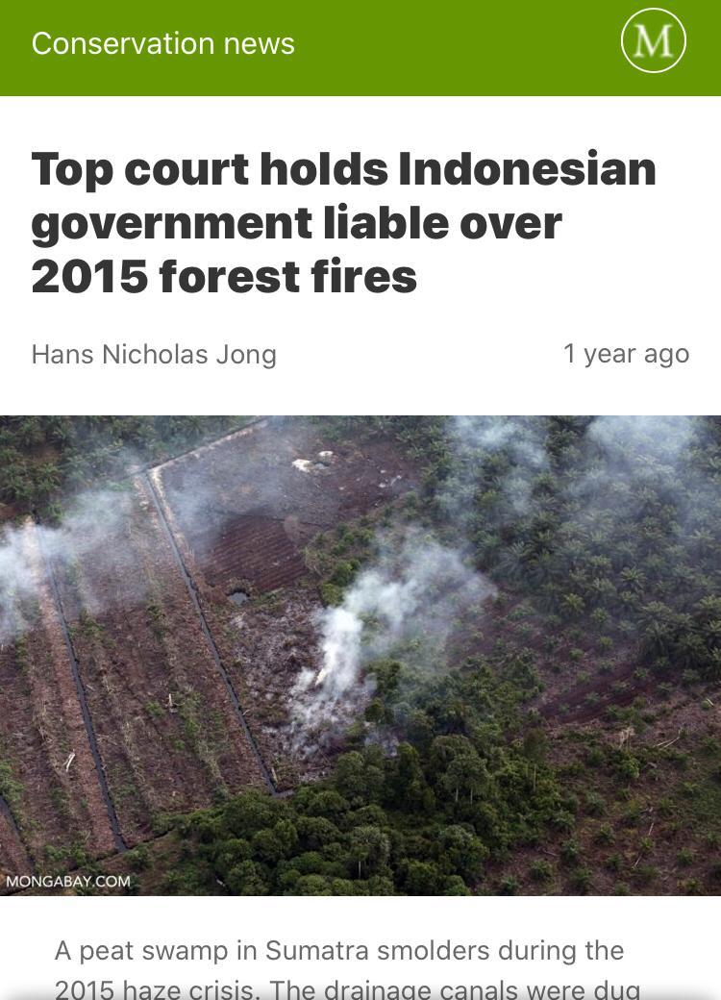 Conservation news
M
Top court holds Indonesian
government liable over
2015 forest fires
Hans Nicholas Jong
1 year ago
MONGABAY.COM
A peat swamp in Sumatra smolders during the
2015 haze crisis. The drainage canals were dug